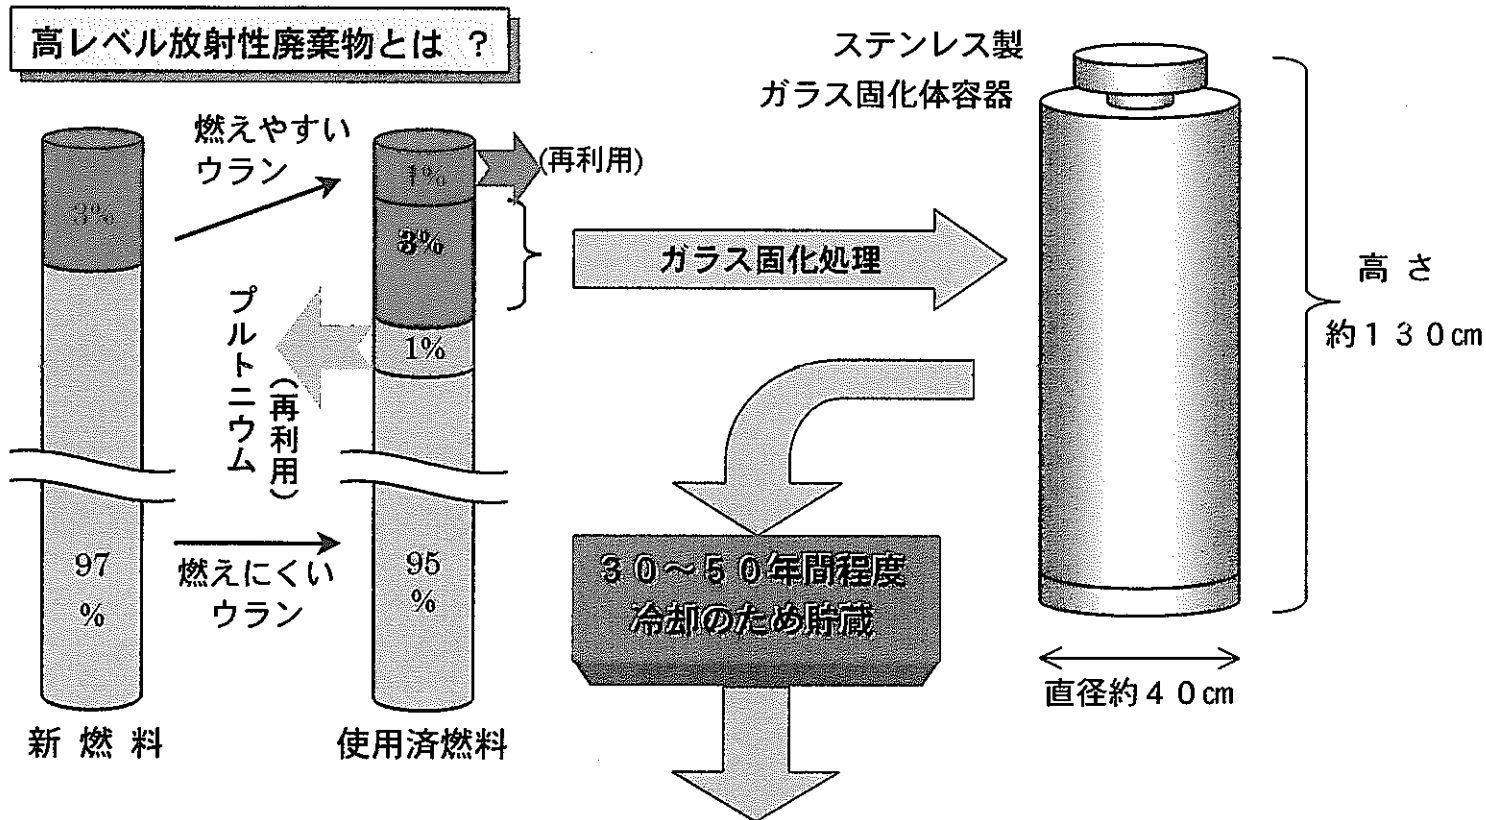 高レベル放射性廃棄物とは ?
ステンレス製
ガラス固化体容器
燃えやすい
ウラン
3%
1%
(再利用)
3%
ガラス固化処理
高さ
約130㎝
プルトニウム
(再利用)
1%
97
%
燃えにくい
ウラン
95
%
30~50年間程度
冷却のため貯蔵
直径約40㎝
新燃料
使用済燃料